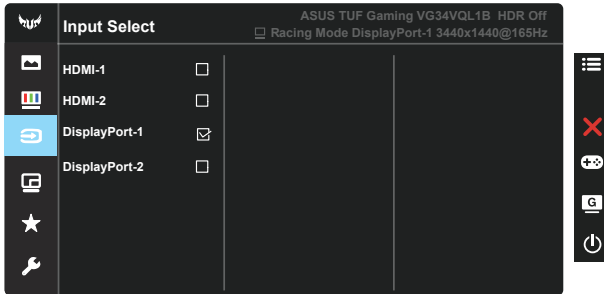 Input Select
ASUS TUF Gaming VG34VQL1B HDR Off
Racing Mode DisplayPort-1 3440x1440@165Hz
HDMI-1
HDMI-2
DisplayPort-1
DisplayPort-2
G